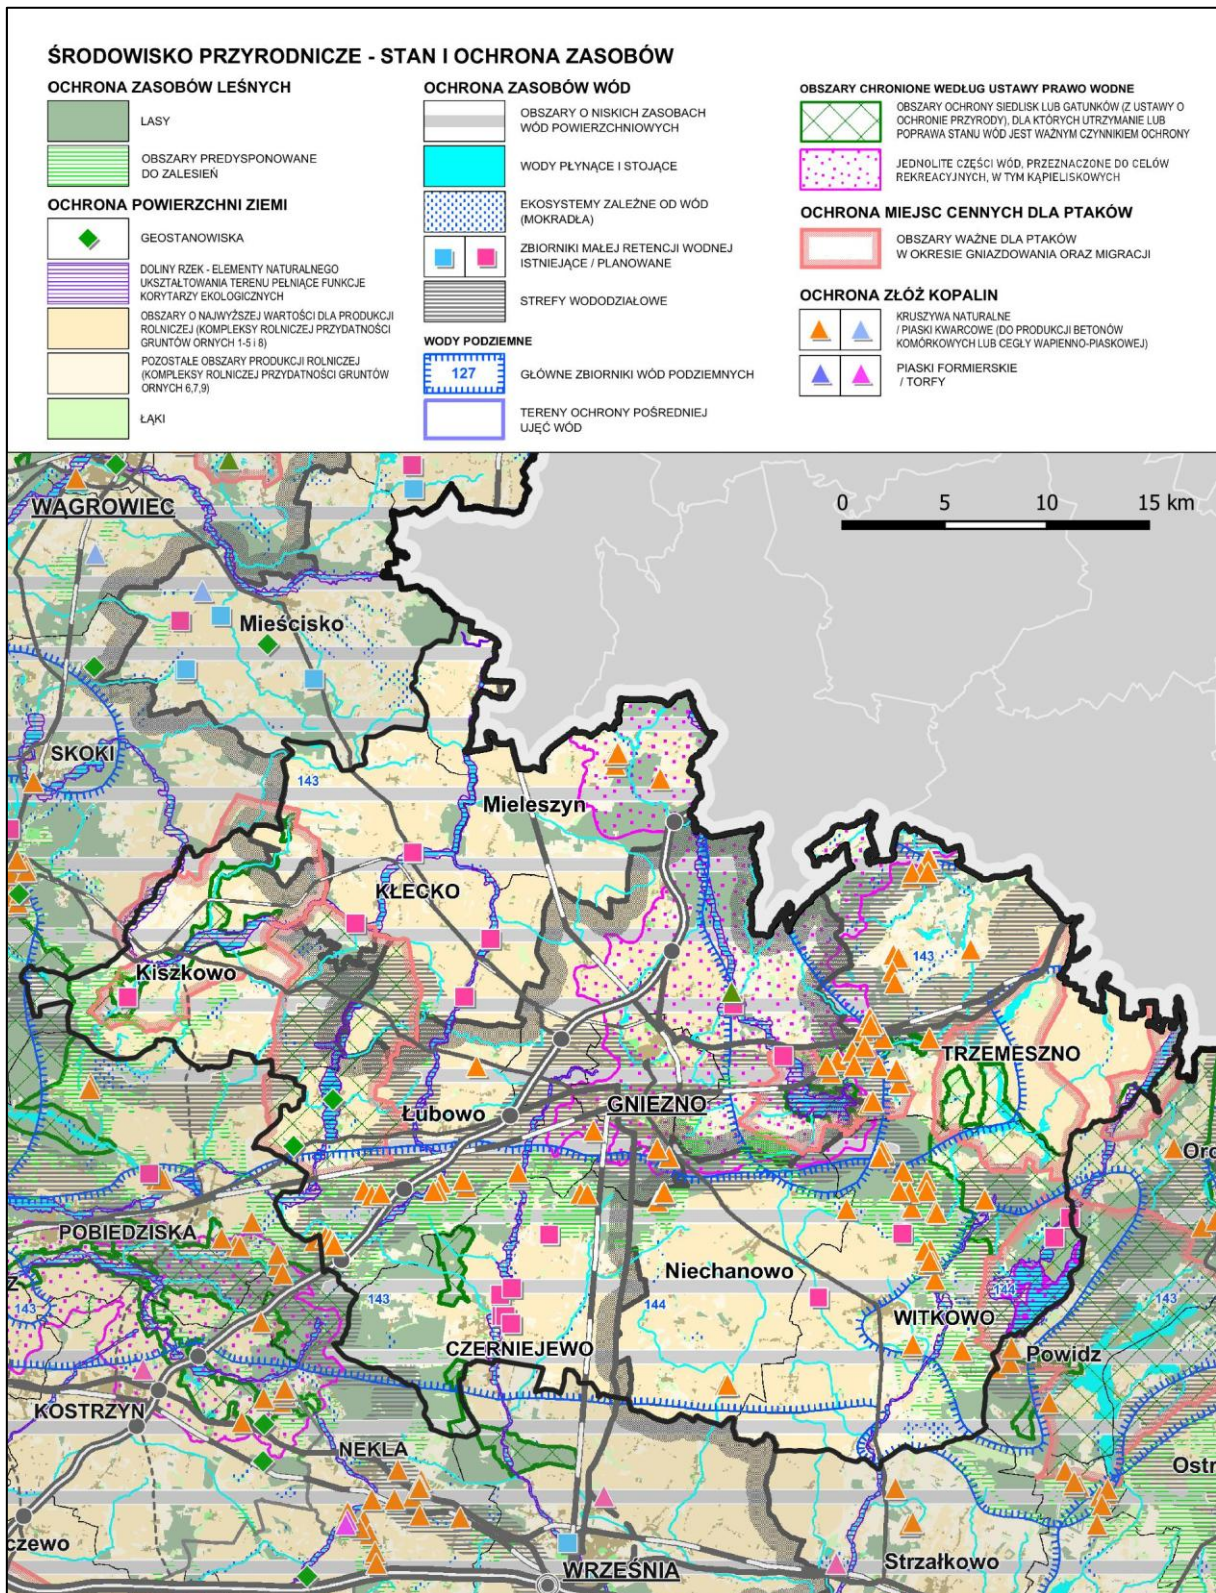 ŚRODOWISKO PRZYRODNICZE - STAN I OCHRONA ZASOBÓW
OCHRONA ZASOBÓW LEŚNYCH
LASY
OBSZARY PREDYSPONOWANE
DO ZALESIEŃ
OCHRONA POWIERZCHNI ZIEMI
GEOSTANOWISKA
DOLINY RZEK - ELEMENTY NATURALNEGO
UKSZTAŁTOWANIA TERENU PEŁNIĄCE FUNKCJE
KORYTARZY EKOLOGICZNYCH
OBSZARY O NAJWYŻSZEJ WARTOŚCI DLA PRODUKCJI
ROLNICZEJ (KOMPLEKSY ROLNICZEJ PRZYDATNOŚCI
GRUNTÓW ORNYCH 1-5 i 8)
POZOSTAŁE OBSZARY PRODUKCJI ROLNICZEJ
(KOMPLEKSY ROLNICZEJ PRZYDATNOŚCI GRUNTÓW
ORNYCH 6,7,9)
ŁĄKI
OCHRONA ZASOBÓW WÓD
OBSZARY O NISKICH ZASOBACH
WÓD POWIERZCHNIOWYCH
WODY PŁYNĄCE I STOJĄCE
EKOSYSTEMY ZALEŻNE OD WÓD
(MOKRADŁA)
ZBIORNIKI MAŁEJ RETENCJI WODNEJ
ISTNIEJĄCE / PLANOWANE
STREFY WODODZIAŁOWE
WODY PODZIEMNE
127
GŁÓWNE ZBIORNIKI WÓD PODZIEMNYCH
TERENY OCHRONY POŚREDNIEJ
UJĘĆ WÓD
OBSZARY CHRONIONE WEDŁUG USTAWY PRAWO WODNE
OBSZARY OCHRONY SIEDLISK LUB GATUNKÓW (Z USTAWY O
OCHRONIE PRZYRODY), DLA KTÓRYCH UTRZYMANIE LUB
POPRAWA STANU WÓD JEST WAŻNYM CZYNNIKIEM OCHRONY
JEDNOLITE CZĘŚCI WÓD, PRZEZNACZONE DO CELÓW
REKREACYJNYCH, W TYM KĄPIELISKOWYCH
OCHRONA MIEJSC CENNYCH DLA PTAKÓW
OBSZARY WAŻNE DLA PTAKÓW
W OKRESIE GNIAZDOWANIA ORAZ MIGRACJI
OCHRONA ZŁÓŻ KOPALIN
KRUSZYWA NATURALNE
/ PIASKI KWARCOWE (DO PRODUKCJI BETONÓW
KOMÓRKOWYCH LUB CEGŁY WAPIENNO-PIASKOWEJ)
PIASKI FORMIERSKIE
/ TORFY
WĄGROWIEC
0 5 10 15 km
Mieścisko
SKOKI
143
Mieleszyn
KŁECKO
Kiszkowo
143
TRZEMESZNO
Łubowo
GNIEZNO
Oro
POBIEDZISKA
Niechanowo
Z
143
143
144
144
143
WITKOWO
CZERNIEJEWO
Powidz
KOSTRZYN
NEKLA
Ostr
czewo
WRZEŚNIA
Strzałkowo